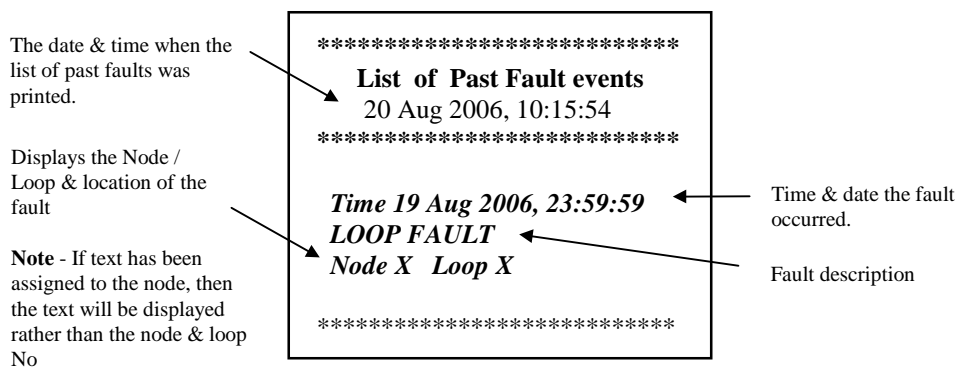 The date & time when the
list of past faults was
printed.
Displays the Node /
Loop & location of the
fault
Note - If text has been
assigned to the node, then
the text will be displayed
rather than the node & loop
No
***************************
List of Past Fault events
20 Aug 2006, 10:15:54
***************************
Time 19 Aug 2006, 23:59:59
LOOP FAULT
Node X Loop X
****************************
Time & date the fault
occurred.
Fault description